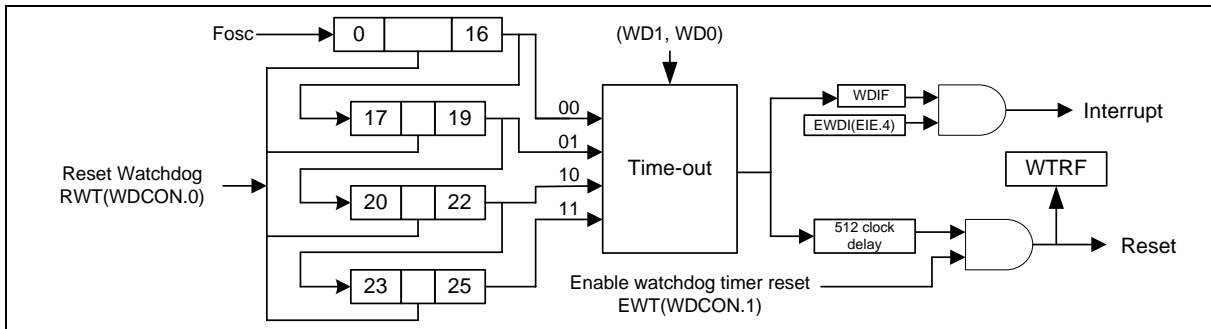 Fosc
0 16
(WD1, WD0)
17 19
20 22
23 25
Reset Watchdog
RWT(WDCON.0)
00
01
10
11
Time-out
WDIF
EWDI(EIE.4)
Interrupt
WTRF
512 clock
delay
Reset
Enable watchdog timer reset
EWT(WDCON.1)